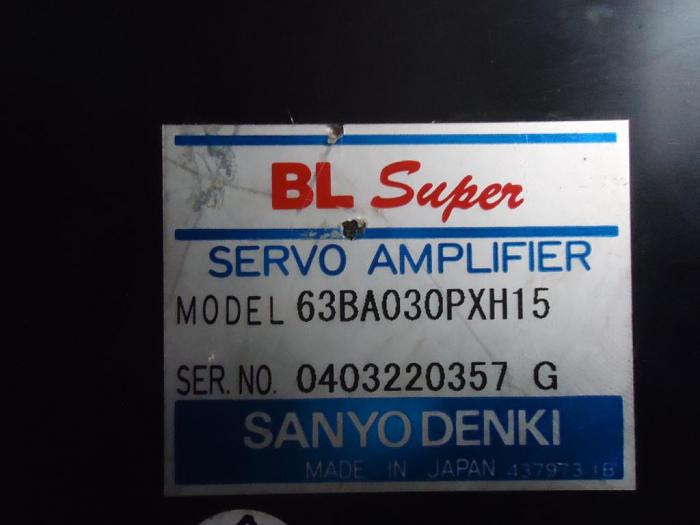 BL Super
SERVO AMPLIFIER
MODEL 63BA030PXH15
SER. NO. 0403220357 G
SANYO DENKI
MADE IN JAPAN 437973 1B